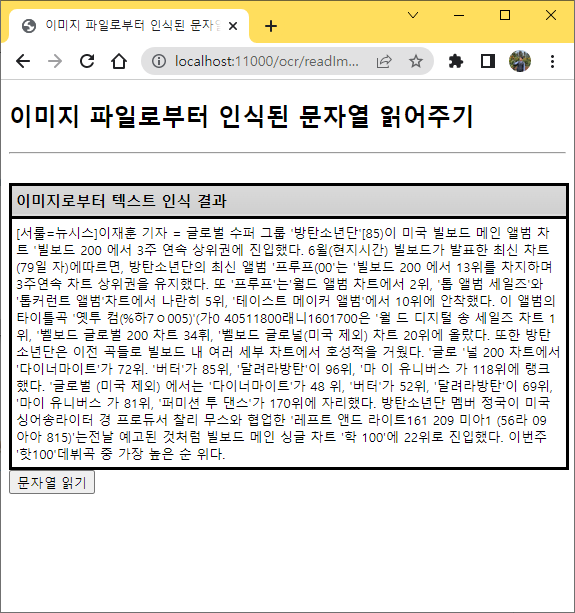 이미지 파일로부터 인식된 문자열
localhost:11000/ocr/readIm...
이미지 파일로부터 인식된 문자열 읽어주기
이미지로부터 텍스트 인식 결과
[서룰=뉴시스]이재훈 기자 = 글로벌 수퍼 그룹 '방탄소년단'[85)이 미국 빌보드 메인 앨범 차
트 '빌보드 200 에서 3주 연속 상위권에 진입했다. 6월(현지시간) 빌보드가 발표한 최신 차트
(79일 자)에따르면, 방탄소년단의 최신 앨범 '프루프(00'는 '빌보드 200 에서 13위를 차지하며
3주연속 차트 상위권을 유지했다. 또 '프루프'는'월드 앨범 차트에서 2위, '톱 앨범 세일즈'와
'톱커런트 앨범'차트에서 나란히 5위, '테이스트 메이커 앨범'에서 10위에 안착했다. 이 앨범의
타이틀곡 '옛투 컴(%하7ㅇ005)'(가0 40511800래니1601700은 '월 드 디지털 송 세일즈 차트 1
위, '벨보드 글로벌 200 차트 34휘, '벨보드 글로널(미국 제외) 차트 20위에 올랐다. 또한 방탄
소년단은 이전 곡들로 빌보드 내 여러 세부 차트에서 호성적을 거웠다. '글로 '널 200 차트에서
'다이너마이트'가 72위. '버터'가 85위, '달려라방탄'이 96위, '마 이 유니버스 가 118위에 랭크
했다. '글로벌 (미국 제외) 에서는 '다이너마이트'가 48 위, '버터'가 52위, '달려라방탄'이 69위,
'마이 유니버스 가 81위, '퍼미션 투 댄스'가 170위에 자리했다. 방탄소년단 멤버 정국이 미국
싱어송라이터 경 프로듀서 찰리 무스와 협업한 '레프트 앤드 라이트161 209 미아1 (56라 09
아아 815)'는전날 예고된 것처럼 빌보드 메인 싱글 차트 '학 100'에 22위로 진입했다. 이번주
'핫100'데뷔곡 중 가장 높은 순 위다.
문자열 읽기